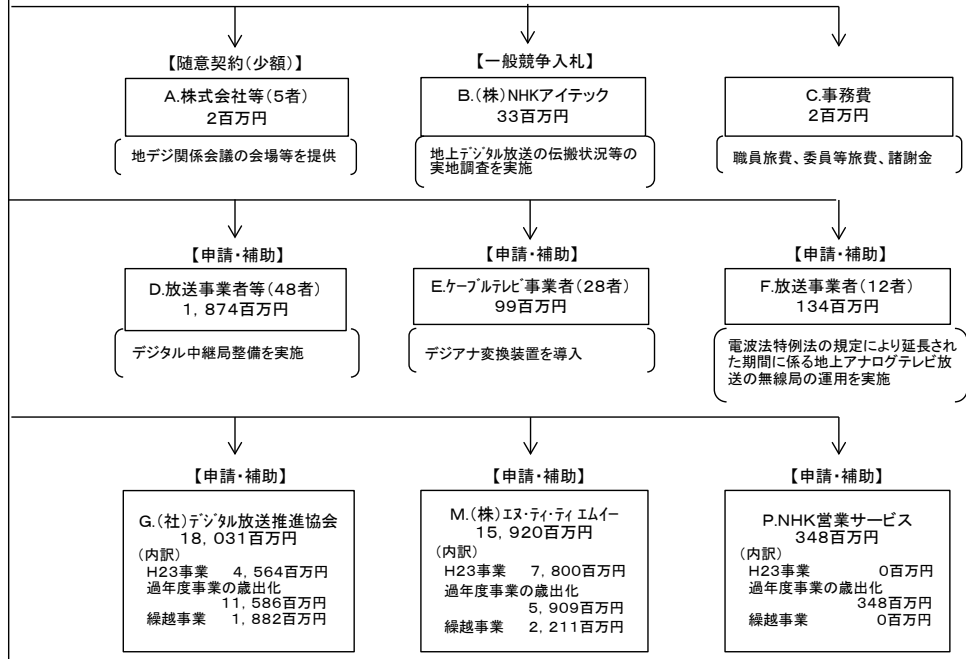 【随意契約(少額)】
A.株式会社等(5者)
2百万円
地デジ関係会議の会場等を提供
【一般競争入札】
B.(株)NHKアイテック
33百万円
地上デジタル放送の伝搬状況等の
実地調査を実施
C.事務費
2百万円
職員旅費、委員等旅費、諸謝金
【申請・補助】
D.放送事業者等(48者)
1,874百万円
デジタル中継局整備を実施
【申請・補助】
E.ケーブルテレビ事業者(28者)
99百万円
デジアナ変換装置を導入
【申請・補助】
F.放送事業者(12者)
134百万円
電波法特例法の規定により延長され
た期間に係る地上アナログテレビ放
送の無線局の運用を実施
【申請・補助】
G.(社)デジタル放送推進協会
18,031百万円
(内訳)
H23事業 4,564百万円
過年度事業の歳出化
11,586百万円
繰越事業 1,882百万円
【申請・補助】
M.(株)エヌ・ティ・ティ エムイー
15,920百万円
(内訳)
H23事業 7,800百万円
過年度事業の歳出化
5,909百万円
繰越事業 2,211百万円
【申請・補助】
P.NHK営業サービス
348百万円
(内訳)
H23事業 0百万円
過年度事業の歳出化
348百万円
繰越事業 0百万円